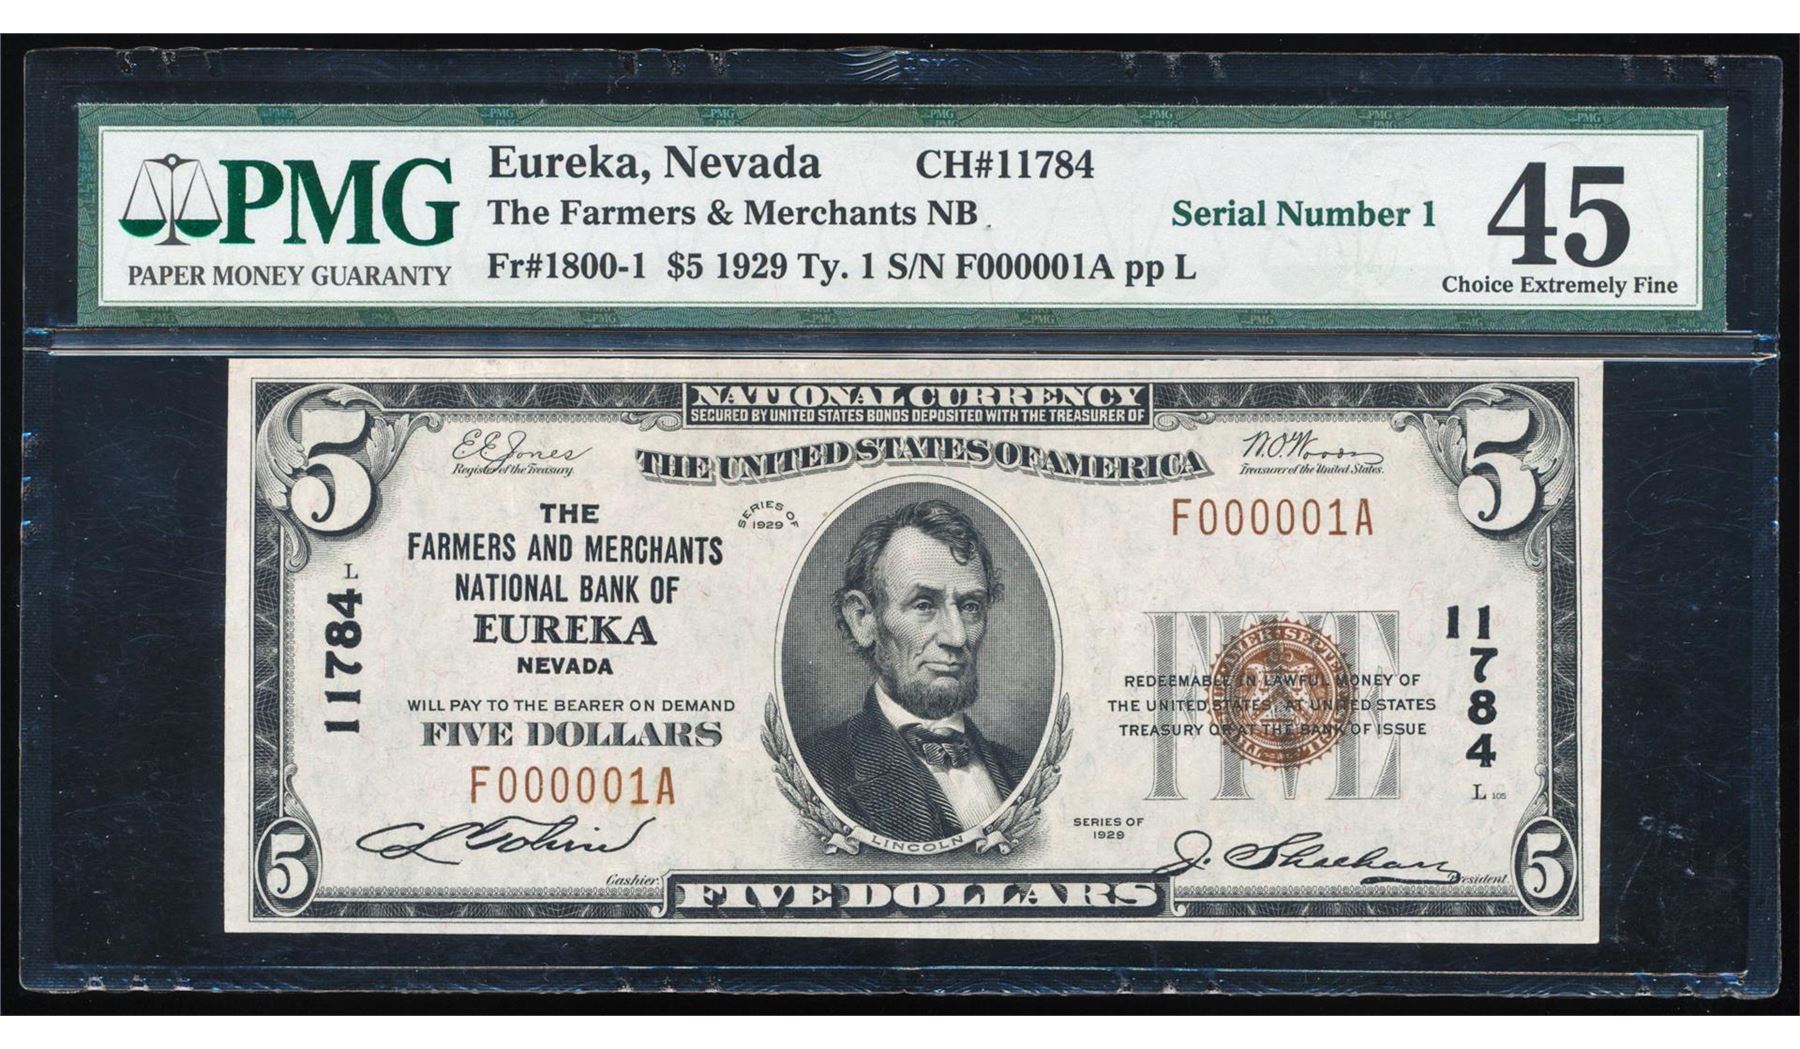 PMG
PAPER MONEY GUARANTY
Eureka, Nevada CH#11784
The Farmers & Merchants NB
Serial Number 1
Fr#1800-1 $5 1929 Ty. 1 S/N F000001A pp L
45
Choice Extremely Fine
NATIONAL CURRENCY
SECURED BY UNITED STATES BONDS DEPOSITED WITH THE TREASURER OF
THE UNITED STATES OF AMERICA
5
5
E.E. Jones
Register of the Treasury.
W.O. Woods
Treasurer of the United States.
SERIES OF
1929
F000001A
THE
FARMERS AND MERCHANTS
NATIONAL BANK OF
EUREKA
NEVADA
L
11784
WILL PAY TO THE BEARER ON DEMAND
FIVE DOLLARS
F000001A
FIVE
REDEEMABLE IN LAWFUL MONEY OF
THE UNITED STATES, AT UNITED STATES
TREASURY OR AT THE BANK OF ISSUE
11784
L 105
SERIES OF
1929
LINCOLN
Cashier.
J. Sheehan
President.
5
FIVE DOLLARS
5